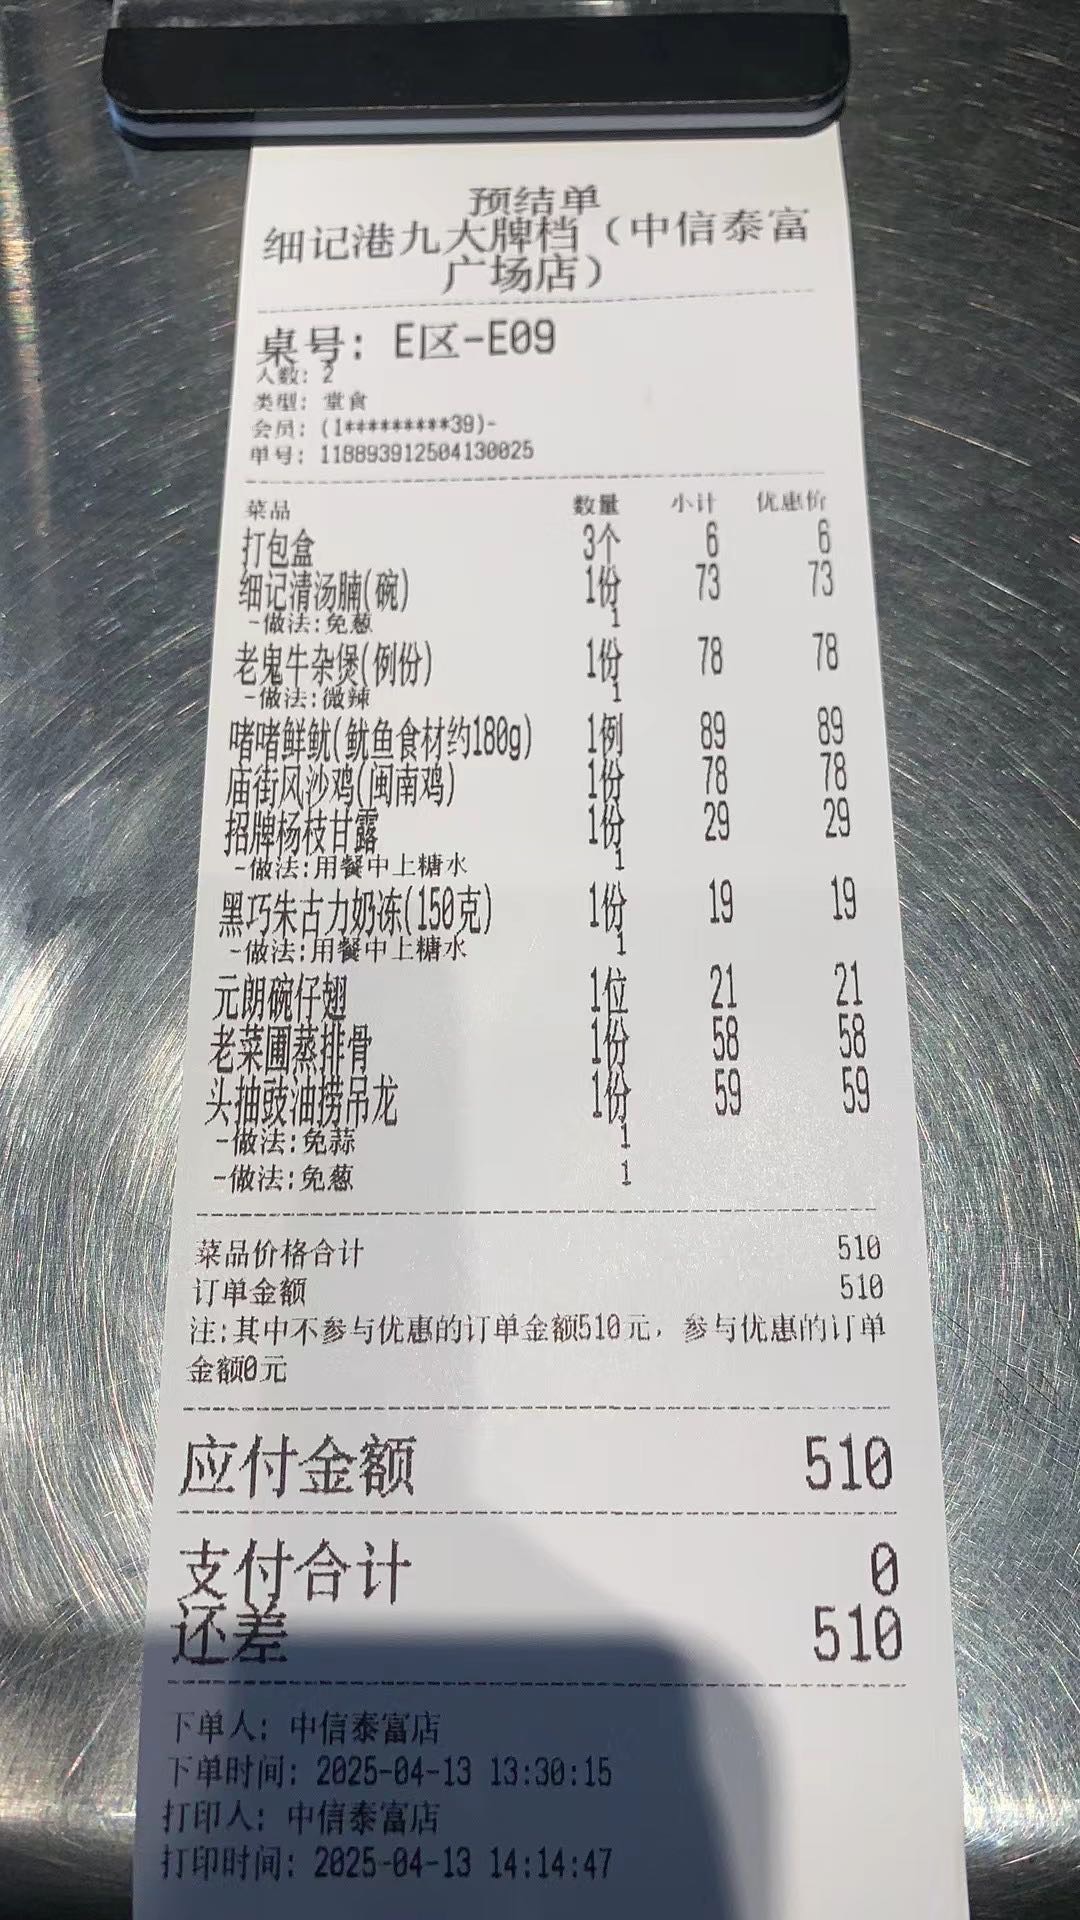 预结单
细记港九大牌档（中信泰富
广场店）
桌号: E区-E09
人数: 2
类型: 堂食
会员: (1*********39)-
单号: 118893912504130025
菜品 数量 小计 优惠价
打包盒 3个 6 6
细记清汤腩(碗) 1份 73 73
-做法:免葱 1
老鬼牛杂煲(例份) 1份 78 78
-做法:微辣 1
啫啫鲜鱿(鱿鱼食材约180g) 1例 89 89
庙街风沙鸡(闽南鸡) 1份 78 78
招牌杨枝甘露 1份 29 29
-做法:用餐中上糖水 1
黑巧朱古力奶冻(150克) 1份 19 19
-做法:用餐中上糖水 1
元朗碗仔翅 1位 21 21
老菜圃蒸排骨 1份 58 58
头抽豉油捞吊龙 1份 59 59
-做法:免蒜 1
-做法:免葱 1
菜品价格合计 510
订单金额 510
注:其中不参与优惠的订单金额510元，参与优惠的订单
金额0元
应付金额 510
支付合计 0
还差 510
下单人: 中信泰富店
下单时间: 2025-04-13 13:30:15
打印人: 中信泰富店
打印时间: 2025-04-13 14:14:47